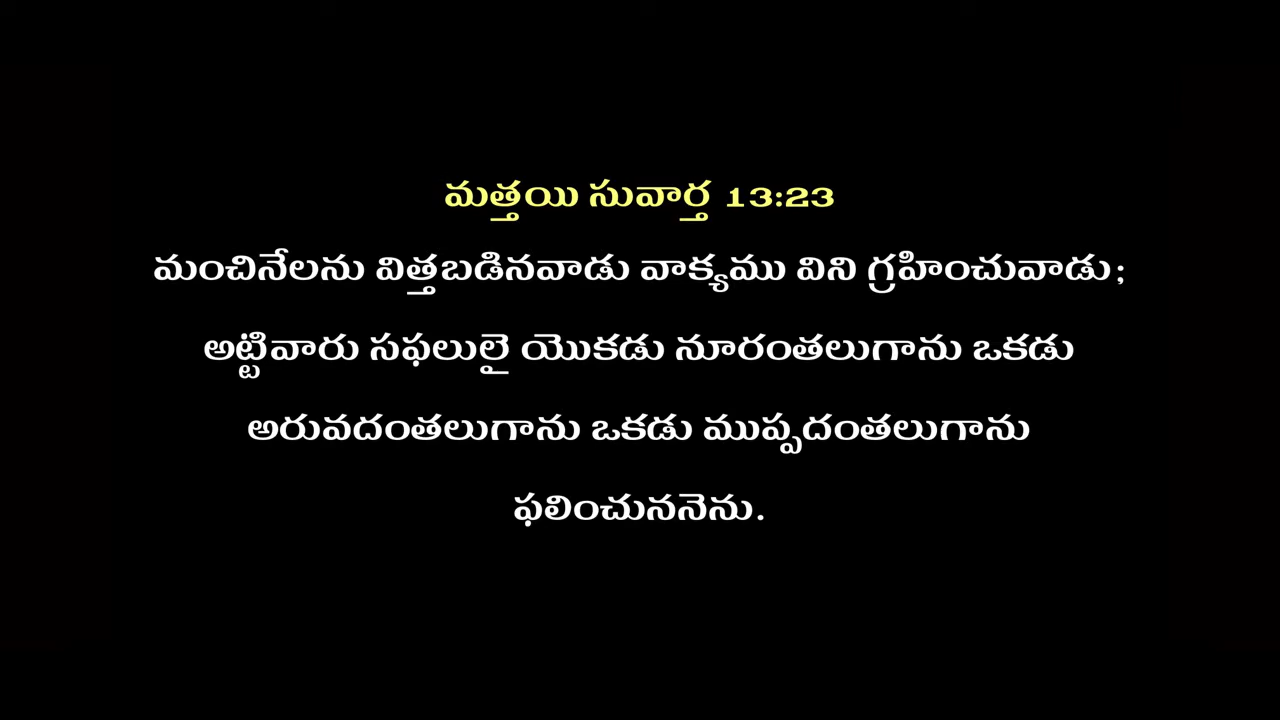 మత్తయి సువార్త 13:23
మంచినేలను విత్తబడినవాడు వాక్యము విని గ్రహించువాడు;
అట్టివారు సఫలులై యొకడు నూరంతలుగాను ఒకడు
అరువదంతలుగాను ఒకడు ముప్పదంతలుగాను
ఫలించుననెను.